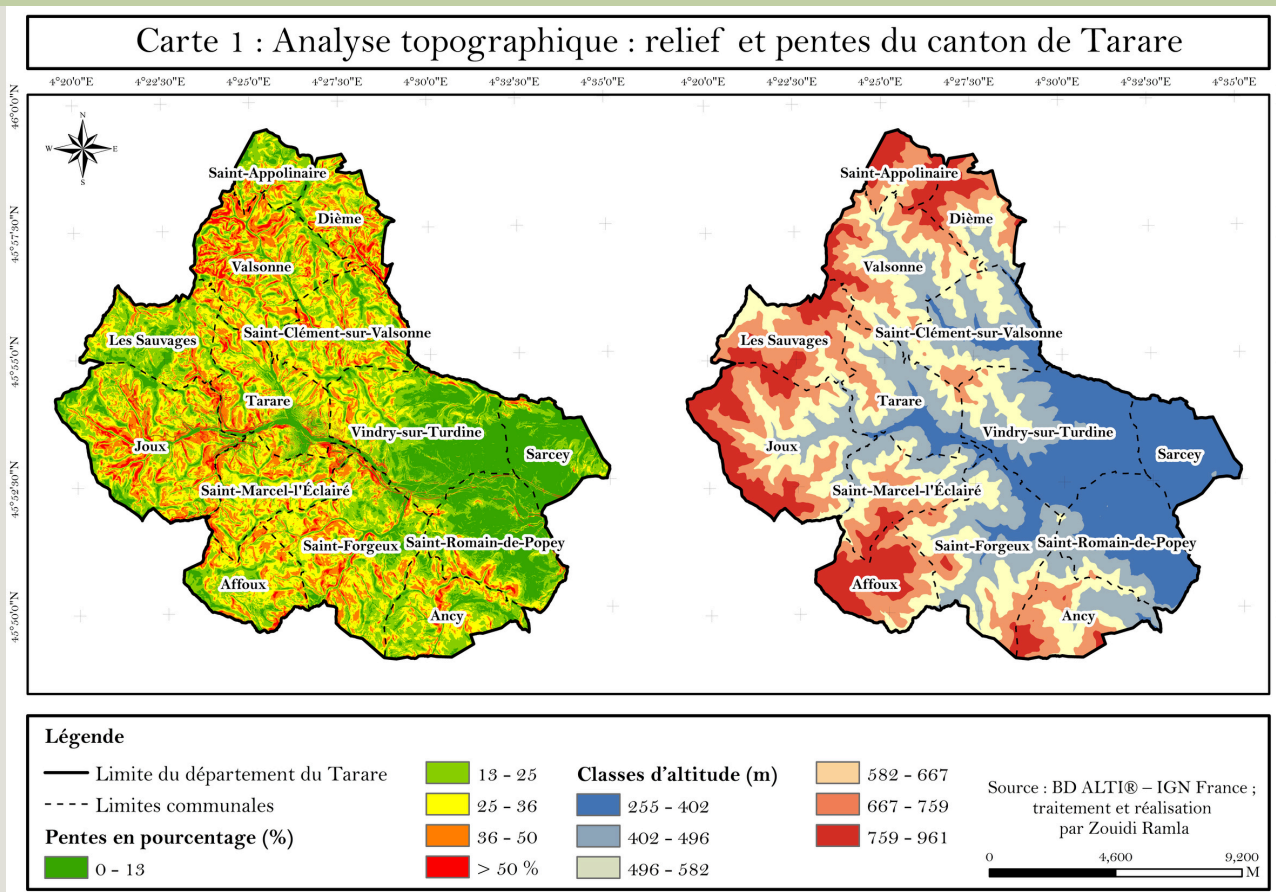 Carte 1 : Analyse topographique : relief et pentes du canton de Tarare
4°20'0"E 4°22'30"E 4°25'0"E 4°27'30"E 4°30'0"E 4°32'30"E 4°35'0"E
4°20'0"E 4°22'30"E 4°25'0"E 4°27'30"E 4°30'0"E 4°32'30"E 4°35'0"E
46°0'0"N
45°57'30"N
45°55'0"N
45°52'30"N
45°50'0"N
N
W E
S
Saint-Appolinaire
Dième
Valsonne
Saint-Clément-sur-Valsonne
Les Sauvages
Tarare
Vindry-sur-Turdine
Joux
Sarcey
Saint-Marcel-l'Éclairé
Saint-Forgeux
Saint-Romain-de-Popey
Affoux
Ancy
Saint-Appolinaire
Dième
Valsonne
Saint-Clément-sur-Valsonne
Les Sauvages
Tarare
Vindry-sur-Turdine
Joux
Sarcey
Saint-Marcel-l'Éclairé
Saint-Forgeux
Saint-Romain-de-Popey
Affoux
Ancy
Légende
Limite du département du Tarare
Limites communales
Pentes en pourcentage (%)
0 - 13
13 - 25
25 - 36
36 - 50
> 50 %
Classes d'altitude (m)
255 - 402
402 - 496
496 - 582
582 - 667
667 - 759
759 - 961
Source : BD ALTI® – IGN France ;
traitement et réalisation
par Zouidi Ramla
0 4,600 9,200
M